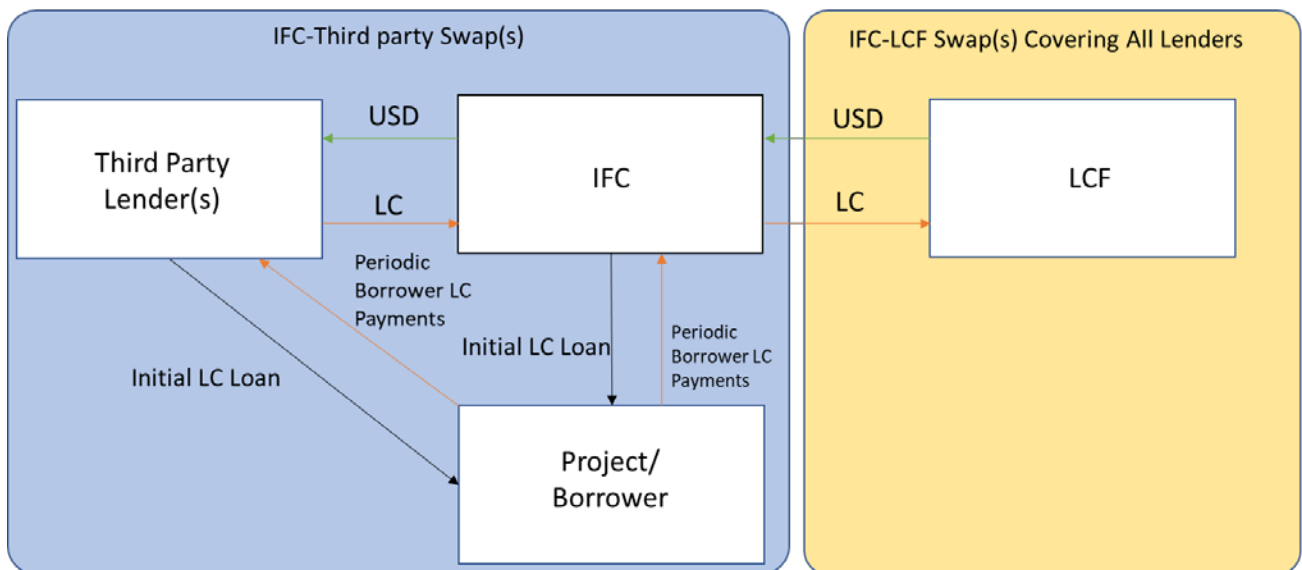 IFC-Third party Swap(s)
IFC-LCF Swap(s) Covering All Lenders
USD
USD
Third Party
Lender(s)
IFC
LCF
LC
LC
Periodic
Borrower LC
Payments
Initial LC Loan
Periodic
Borrower LC
Payments
Initial LC Loan
Project/
Borrower